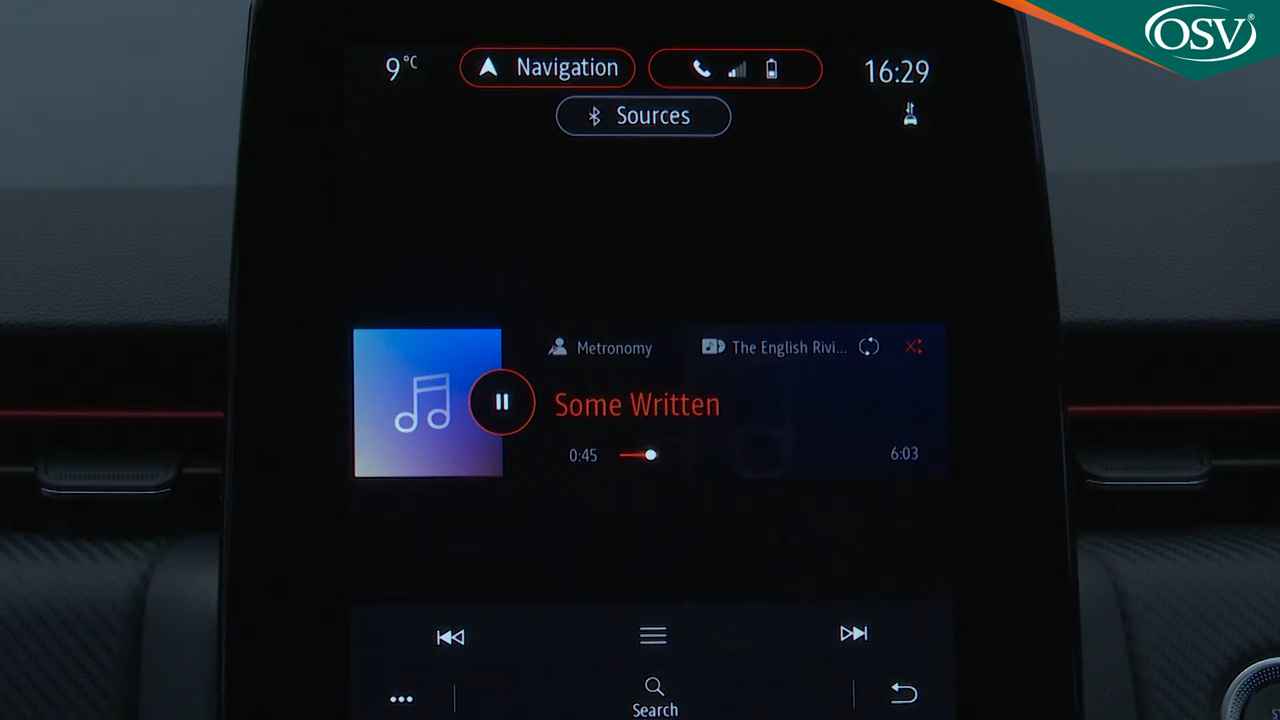 OSV®
9°C
Navigation
16:29
Sources
Metronomy
The English Rivi...
Some Written
0:45
6:03
Search